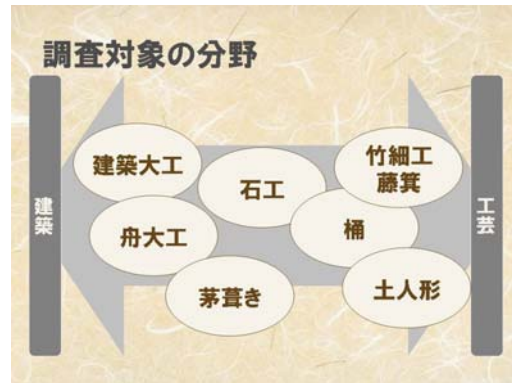 調査対象の分野
建築
建築大工
石工
竹細工
藤箕
舟大工
桶
茅葺き
土人形
工芸